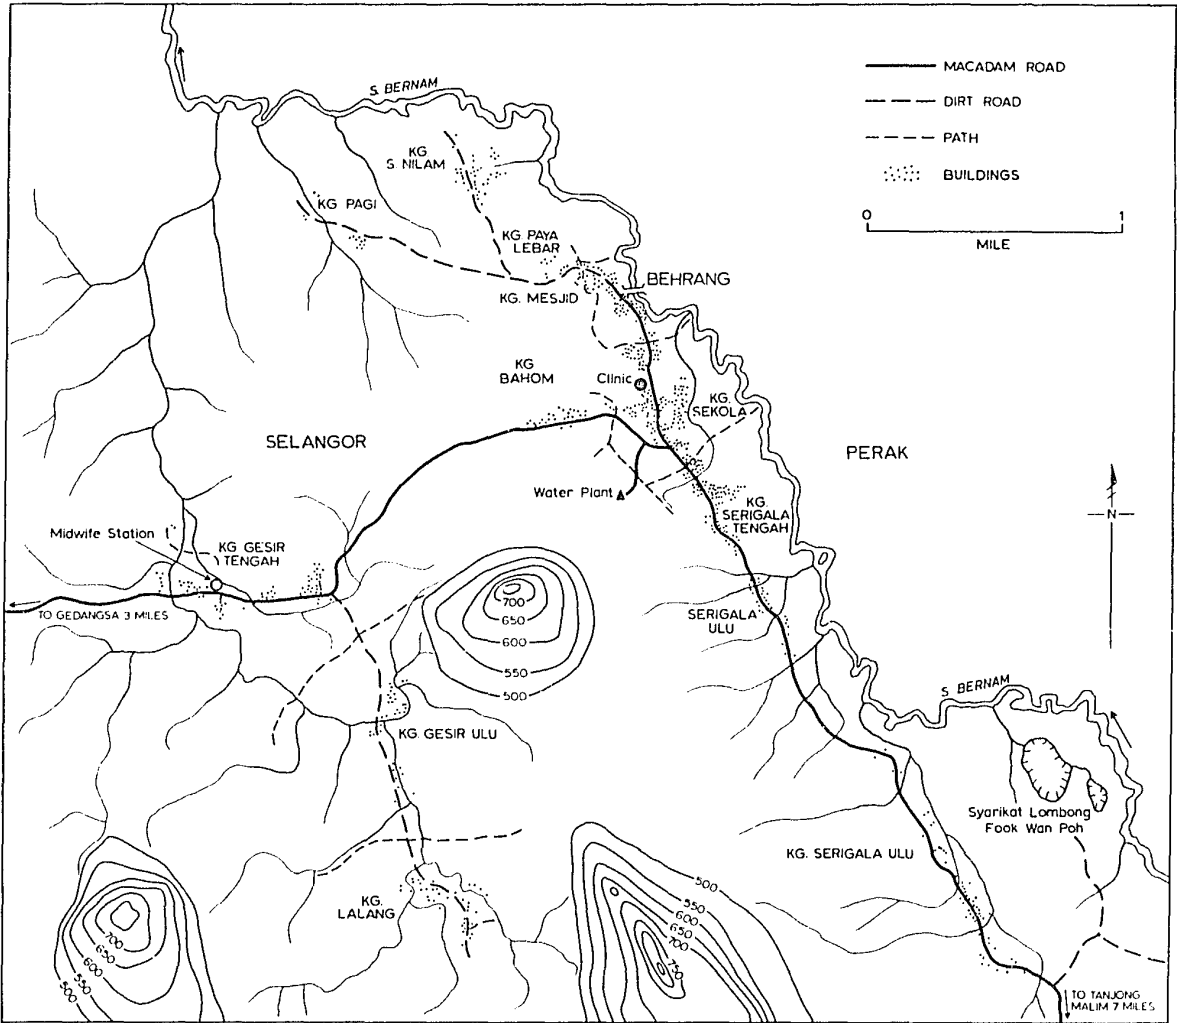 S. BERNAM
MACADAM ROAD
DIRT ROAD
PATH
BUILDINGS
0 1
MILE
KG
S. NILAM
KG PAGI
KG PAYA
LEBAR
KG. MESJID
BEHRANG
KG
BAHOM
Clinic
KG.
SEKOLA
SELANGOR
PERAK
Water Plant
KG.
SERIGALA
TENGAH
N
Midwife Station
KG GESIR
TENGAH
TO GEDANGSA 3 MILES
700
650
600
550
500
SERIGALA
ULU
S. BERNAM
KG. GESIR ULU
Syarikat Lombong
Fook Wan Poh
KG. SERIGALA ULU
KG.
LALANG
700
650
600
550
500
500
550
600
650
700
750
TO TANJONG
MALIM 7 MILES